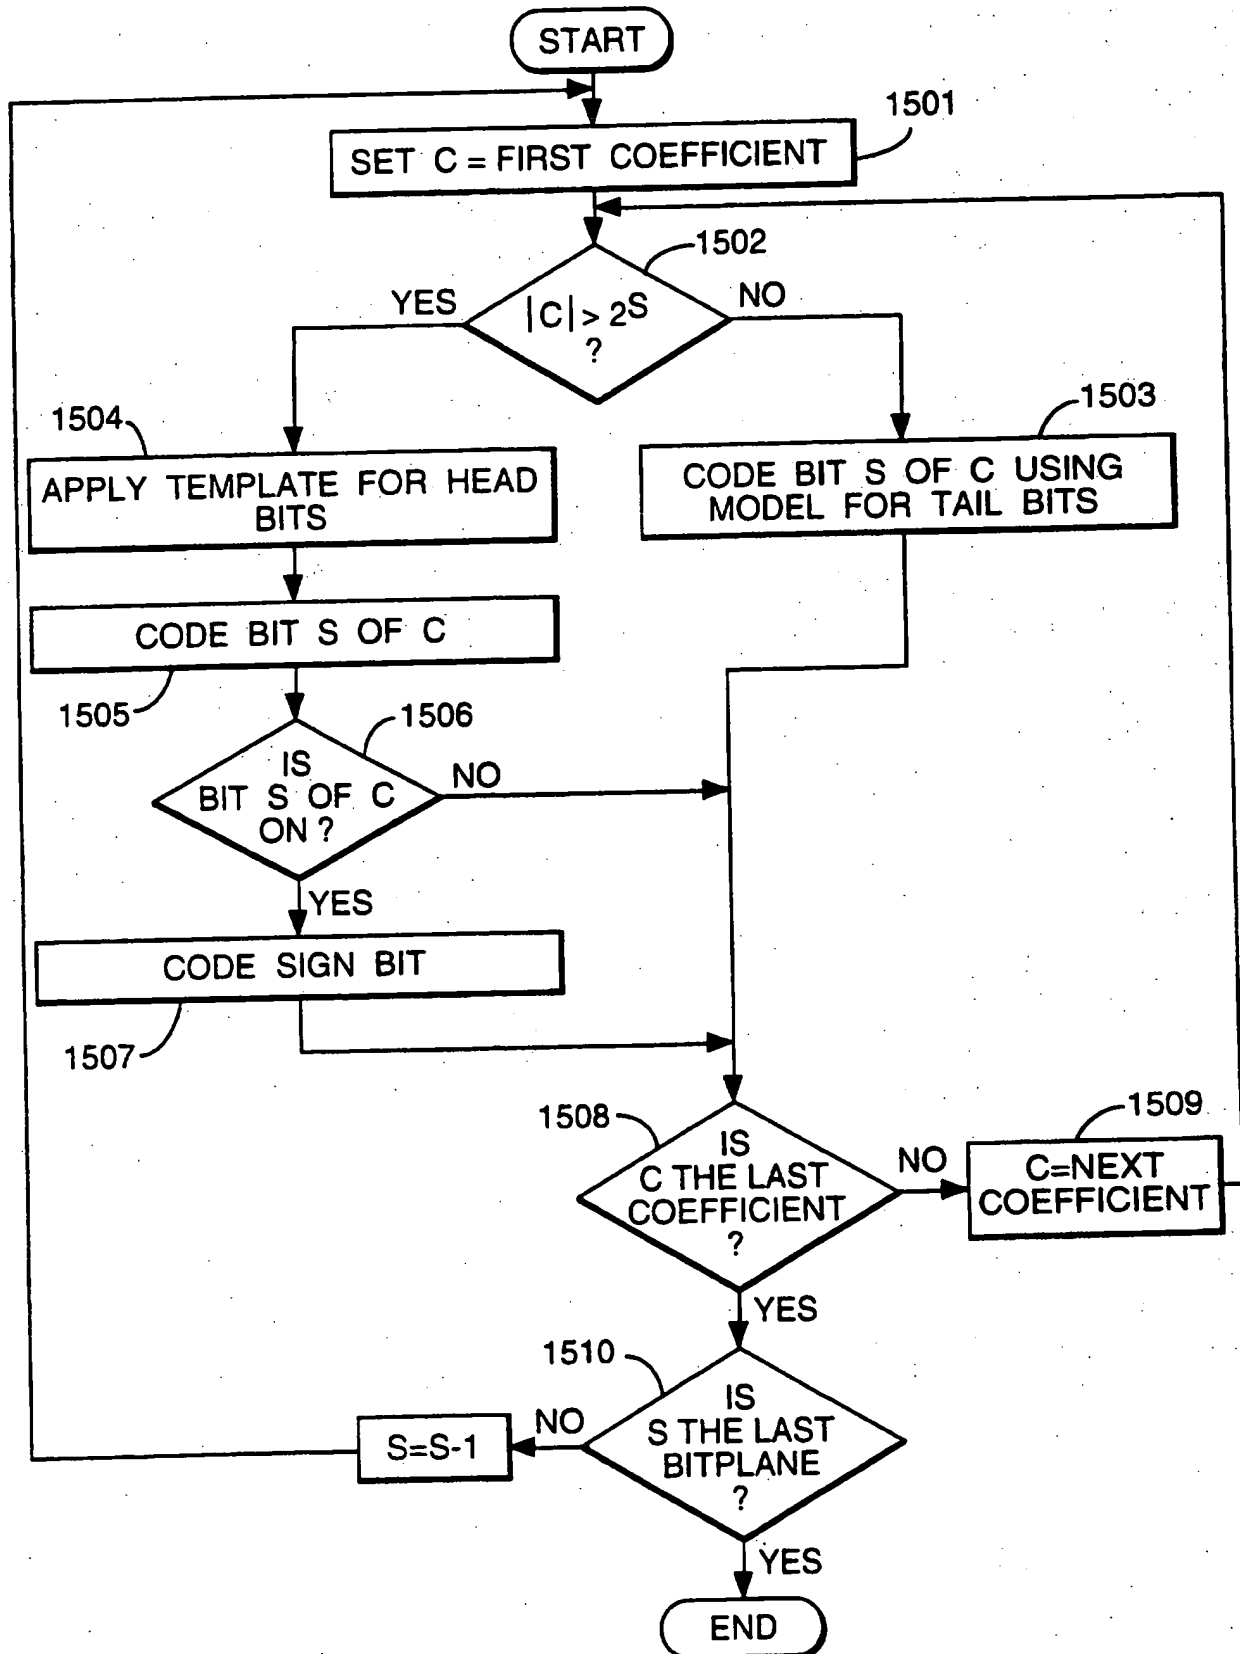 START
1501
SET C = FIRST COEFFICIENT
1502
YES
|C| > 2^S
?
NO
1504
APPLY TEMPLATE FOR HEAD
BITS
1503
CODE BIT S OF C USING
MODEL FOR TAIL BITS
CODE BIT S OF C
1505
1506
IS
BIT S OF C
ON ?
NO
YES
CODE SIGN BIT
1507
1508
IS
C THE LAST
COEFFICIENT
?
NO
1509
C=NEXT
COEFFICIENT
YES
1510
IS
S THE LAST
BITPLANE
?
NO
S=S-1
YES
END